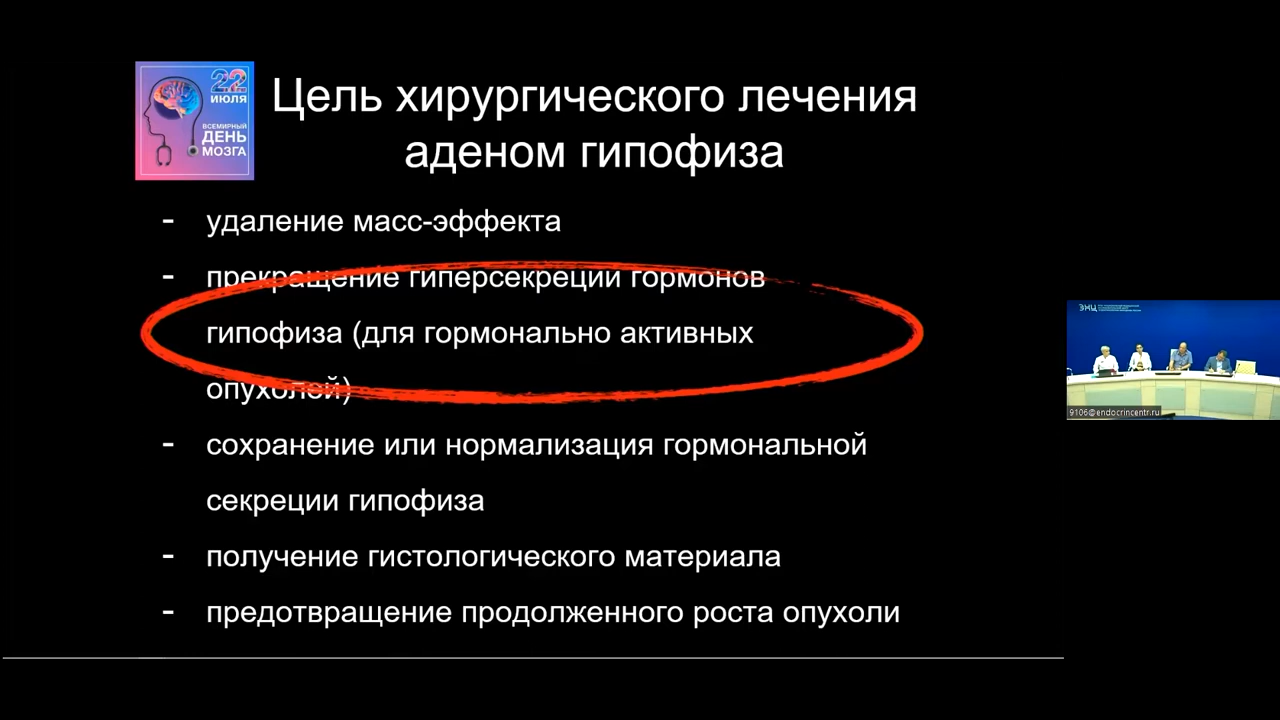 22
ИЮЛЯ
ВСЕМИРНЫЙ
ДЕНЬ
МОЗГА
Цель хирургического лечения
аденом гипофиза
- удаление масс-эффекта
- прекращение гиперсекреции гормонов
гипофиза (для гормонально активных
опухолей)
- сохранение или нормализация гормональной
секреции гипофиза
- получение гистологического материала
- предотвращение продолженного роста опухоли
ЭНЦ
9106@endocrincentr.ru